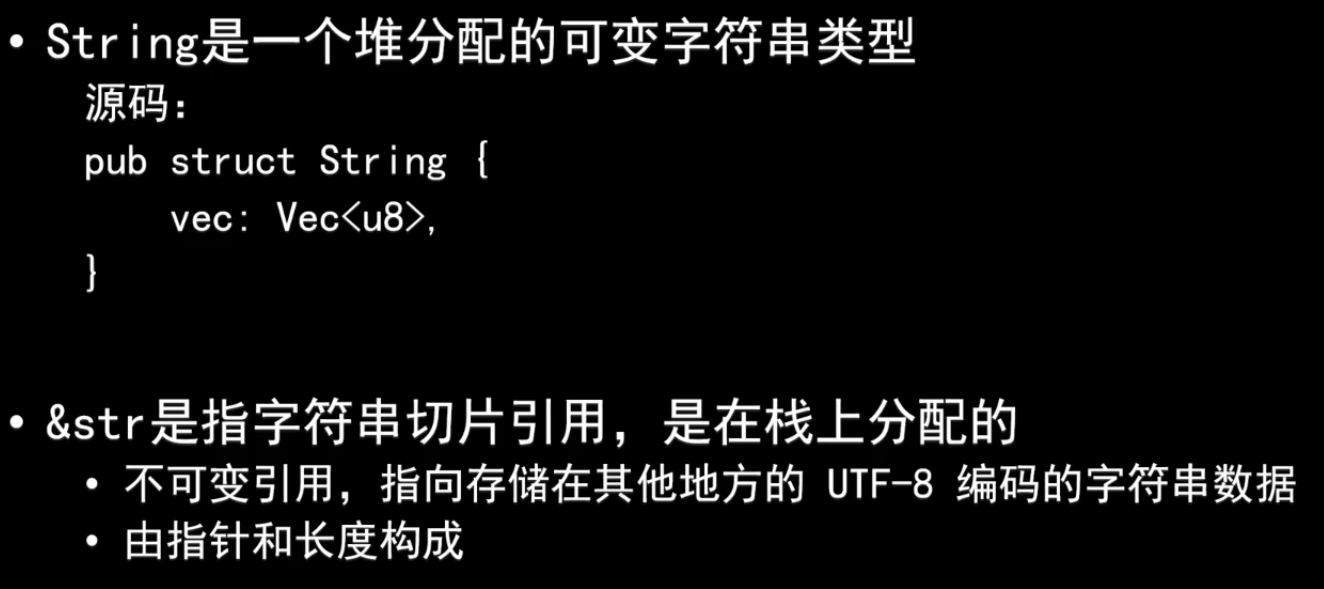 • String是一个堆分配的可变字符串类型
源码：
pub struct String {
    vec: Vec<u8>,
}
• &str是指字符串切片引用，是在栈上分配的
• 不可变引用，指向存储在其他地方的 UTF-8 编码的字符串数据
• 由指针和长度构成